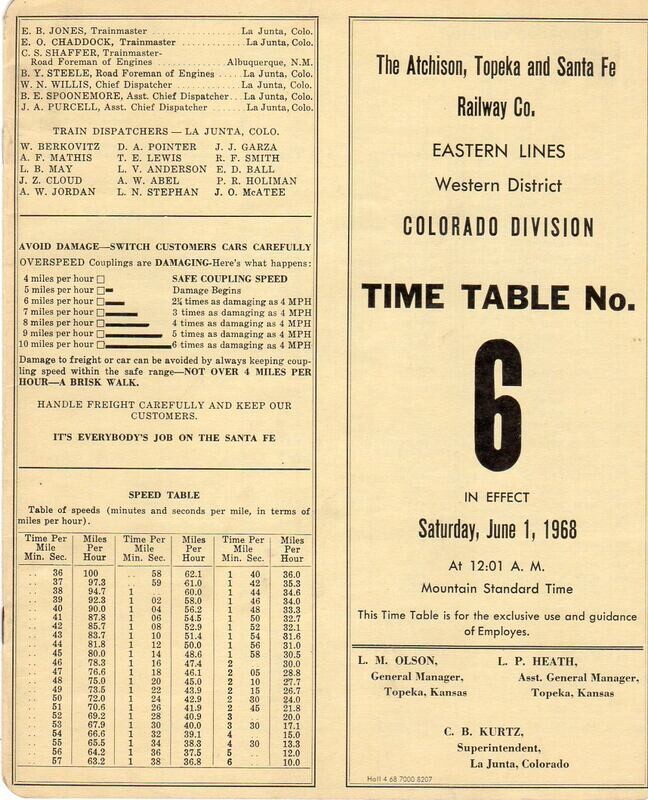 E. B. JONES, Trainmaster .................. La Junta, Colo.
E. O. CHADDOCK, Trainmaster ............. La Junta, Colo.
C. S. SHAFFER, Trainmaster-
Road Foreman of Engines ............. Albuquerque, N.M.
B. Y. STEELE, Road Foreman of Engines .... La Junta, Colo.
W. N. WILLIS, Chief Dispatcher ............ La Junta, Colo.
B. E. SPOONEMORE, Asst. Chief Dispatcher... La Junta, Colo.
J. A. PURCELL, Asst. Chief Dispatcher ...... La Junta, Colo.
TRAIN DISPATCHERS — LA JUNTA, COLO.
W. BERKOVITZ D. A. POINTER J. J. GARZA
A. F. MATHIS T. E. LEWIS R. F. SMITH
L. B. MAY L. V. ANDERSON E. D. BALL
J. Z. CLOUD A. W. ABEL P. R. HOLIMAN
A. W. JORDAN L. N. STEPHAN J. O. McATEE
AVOID DAMAGE—SWITCH CUSTOMERS CARS CAREFULLY
OVERSPEED Couplings are DAMAGING-Here's what happens:
4 miles per hour SAFE COUPLING SPEED
5 miles per hour Damage Begins
6 miles per hour 2¼ times as damaging as 4 MPH
7 miles per hour 3 times as damaging as 4 MPH
8 miles per hour 4 times as damaging as 4 MPH
9 miles per hour 5 times as damaging as 4 MPH
10 miles per hour 6 times as damaging as 4 MPH
Damage to freight or car can be avoided by always keeping coup-
ling speed within the safe range—NOT OVER 4 MILES PER
HOUR—A BRISK WALK.
HANDLE FREIGHT CAREFULLY AND KEEP OUR
CUSTOMERS.
IT'S EVERYBODY'S JOB ON THE SANTA FE
SPEED TABLE
Table of speeds (minutes and seconds per mile, in terms of
miles per hour).
Time Per Miles Time Per Miles Time Per Miles
Mile Per Mile Per Mile Per
Min. Sec. Hour Min. Sec. Hour Min. Sec. Hour
.. 36 100 .. 58 62.1 1 40 36.0
.. 37 97.3 .. 59 61.0 1 42 35.3
.. 38 94.7 1 60.0 1 44 34.6
.. 39 92.3 1 02 58.0 1 46 34.0
.. 40 90.0 1 04 56.2 1 48 33.3
.. 41 87.8 1 06 54.5 1 50 32.7
.. 42 85.7 1 08 52.9 1 52 32.1
.. 43 83.7 1 10 51.4 1 54 31.6
.. 44 81.8 1 12 50.0 1 56 31.0
.. 45 80.0 1 14 48.6 1 58 30.5
.. 46 78.3 1 16 47.4 2 30.0
.. 47 76.6 1 18 46.1 2 05 28.8
.. 48 75.0 1 20 45.0 2 10 27.7
.. 49 73.5 1 22 43.9 2 15 26.7
.. 50 72.0 1 24 42.9 2 30 24.0
.. 51 70.6 1 26 41.9 2 45 21.8
.. 52 69.2 1 28 40.9 3 20.0
.. 53 67.9 1 30 40.0 3 30 17.1
.. 54 66.6 1 32 39.1 4 15.0
.. 55 65.5 1 34 38.3 4 30 13.3
.. 56 64.2 1 36 37.5 5 .. 12.0
.. 57 63.2 1 38 36.8 6 .. 10.0
The Atchison, Topeka and Santa Fe
Railway Co.
EASTERN LINES
Western District
COLORADO DIVISION
TIME TABLE No.
6
IN EFFECT
Saturday, June 1, 1968
At 12:01 A. M.
Mountain Standard Time
This Time Table is for the exclusive use and guidance
of Employes.
L. M. OLSON, L. P. HEATH,
General Manager, Asst. General Manager,
Topeka, Kansas Topeka, Kansas
C. B. KURTZ,
Superintendent,
La Junta, Colorado
Hall 4 68 7000 8207